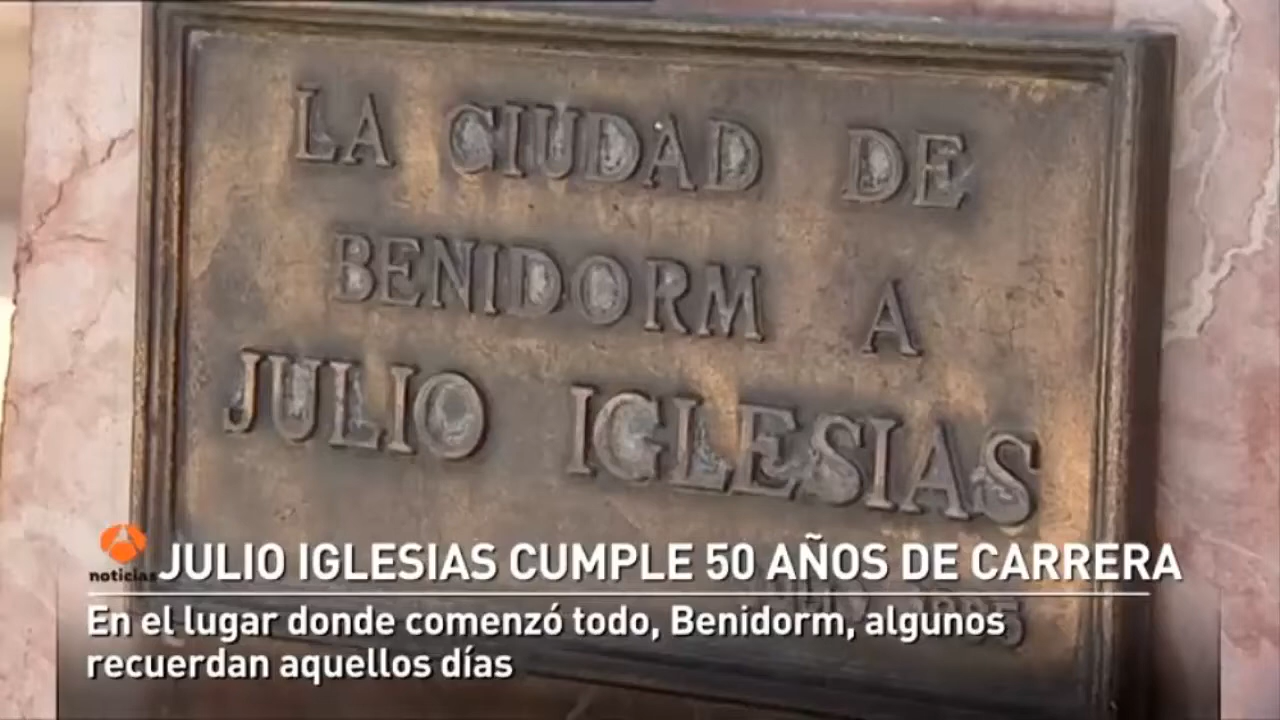 LA CIUDAD DE
BENIDORM A
JULIO IGLESIAS
noticias
JULIO IGLESIAS CUMPLE 50 AÑOS DE CARRERA
En el lugar donde comenzó todo, Benidorm, algunos
recuerdan aquellos días